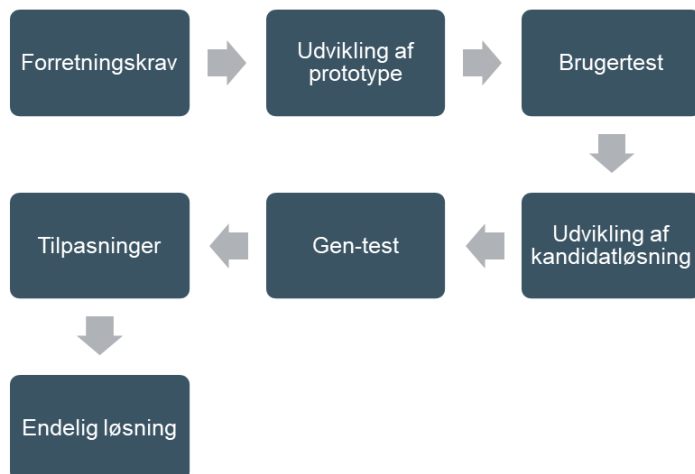 Forretningskrav
Udvikling af
prototype
Brugertest
Udvikling af
kandidatløsning
Gen-test
Tilpasninger
Endelig løsning